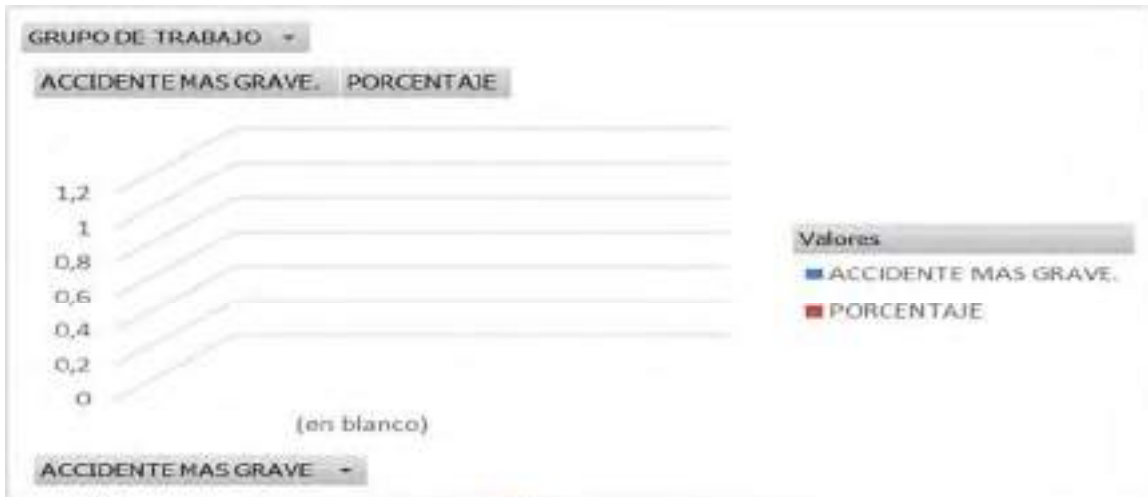 GRUPO DE TRABAJO
ACCIDENTE MAS GRAVE. PORCENTAJE
1,2
1
0,8
0,6
0,4
0,2
0
(en blanco)
Valores
ACCIDENTE MAS GRAVE.
PORCENTAJE
ACCIDENTE MAS GRAVE